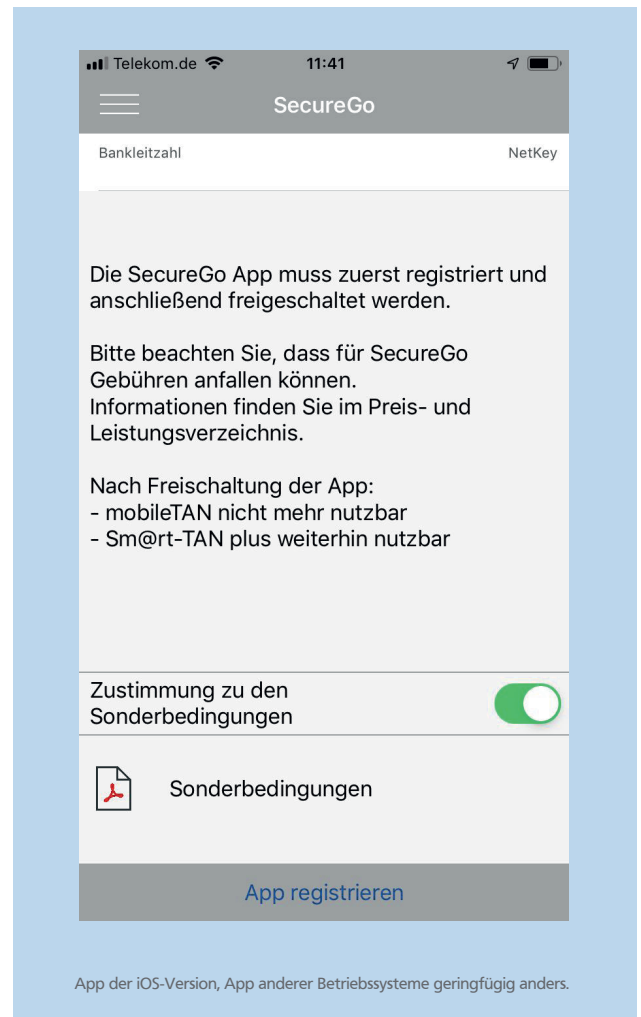 Telekom.de 11:41
SecureGo
Bankleitzahl NetKey
Die SecureGo App muss zuerst registriert und
anschließend freigeschaltet werden.
Bitte beachten Sie, dass für SecureGo
Gebühren anfallen können.
Informationen finden Sie im Preis- und
Leistungsverzeichnis.
Nach Freischaltung der App:
- mobileTAN nicht mehr nutzbar
- Sm@rt-TAN plus weiterhin nutzbar
Zustimmung zu den
Sonderbedingungen
Sonderbedingungen
App registrieren
App der iOS-Version, App anderer Betriebssysteme geringfügig anders.